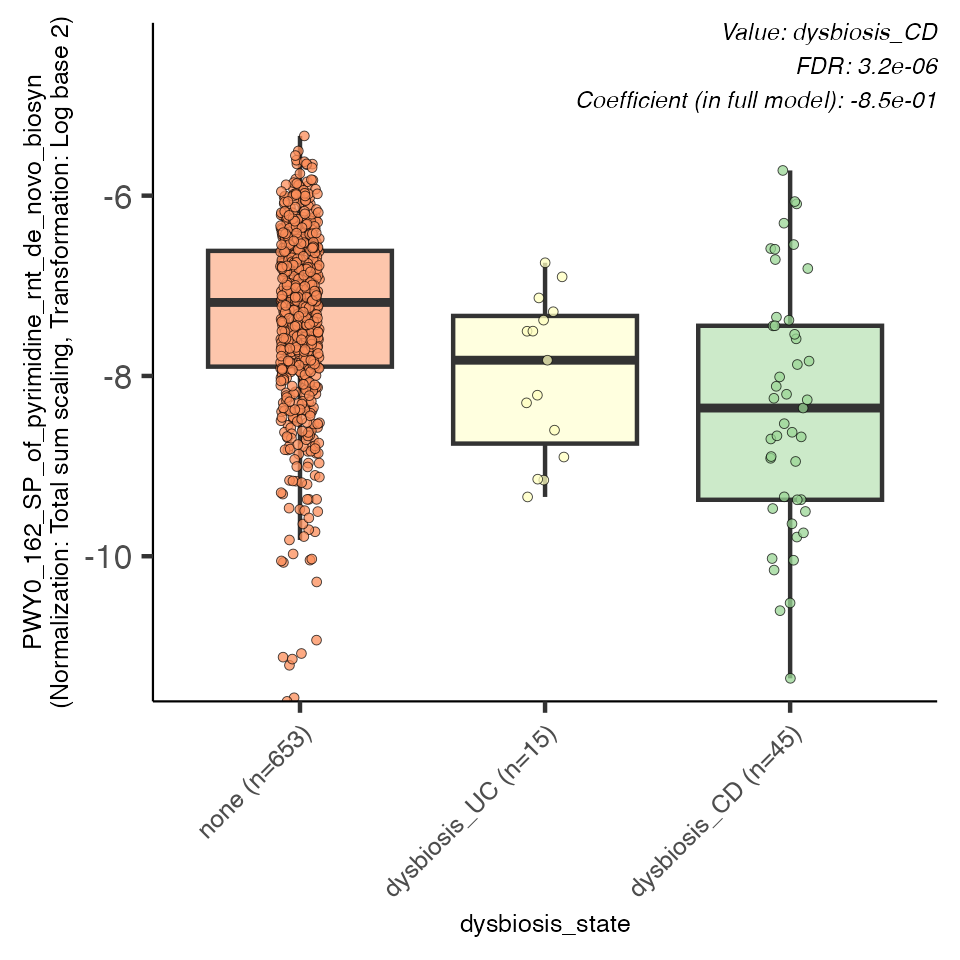 Value: dysbiosis_CD
FDR: 3.2e-06
Coefficient (in full model): -8.5e-01
PWY0_162_SP_of_pyrimidine_rnt_de_novo_biosyn
(Normalization: Total sum scaling, Transformation: Log base 2)
-6
-8
-10
none (n=653)
dysbiosis_UC (n=15)
dysbiosis_CD (n=45)
dysbiosis_state